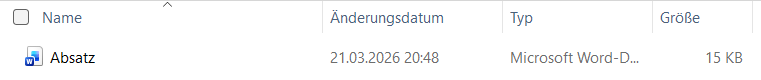 Name Änderungsdatum Typ Größe
Absatz 21.03.2026 20:48 Microsoft Word-D... 15 KB